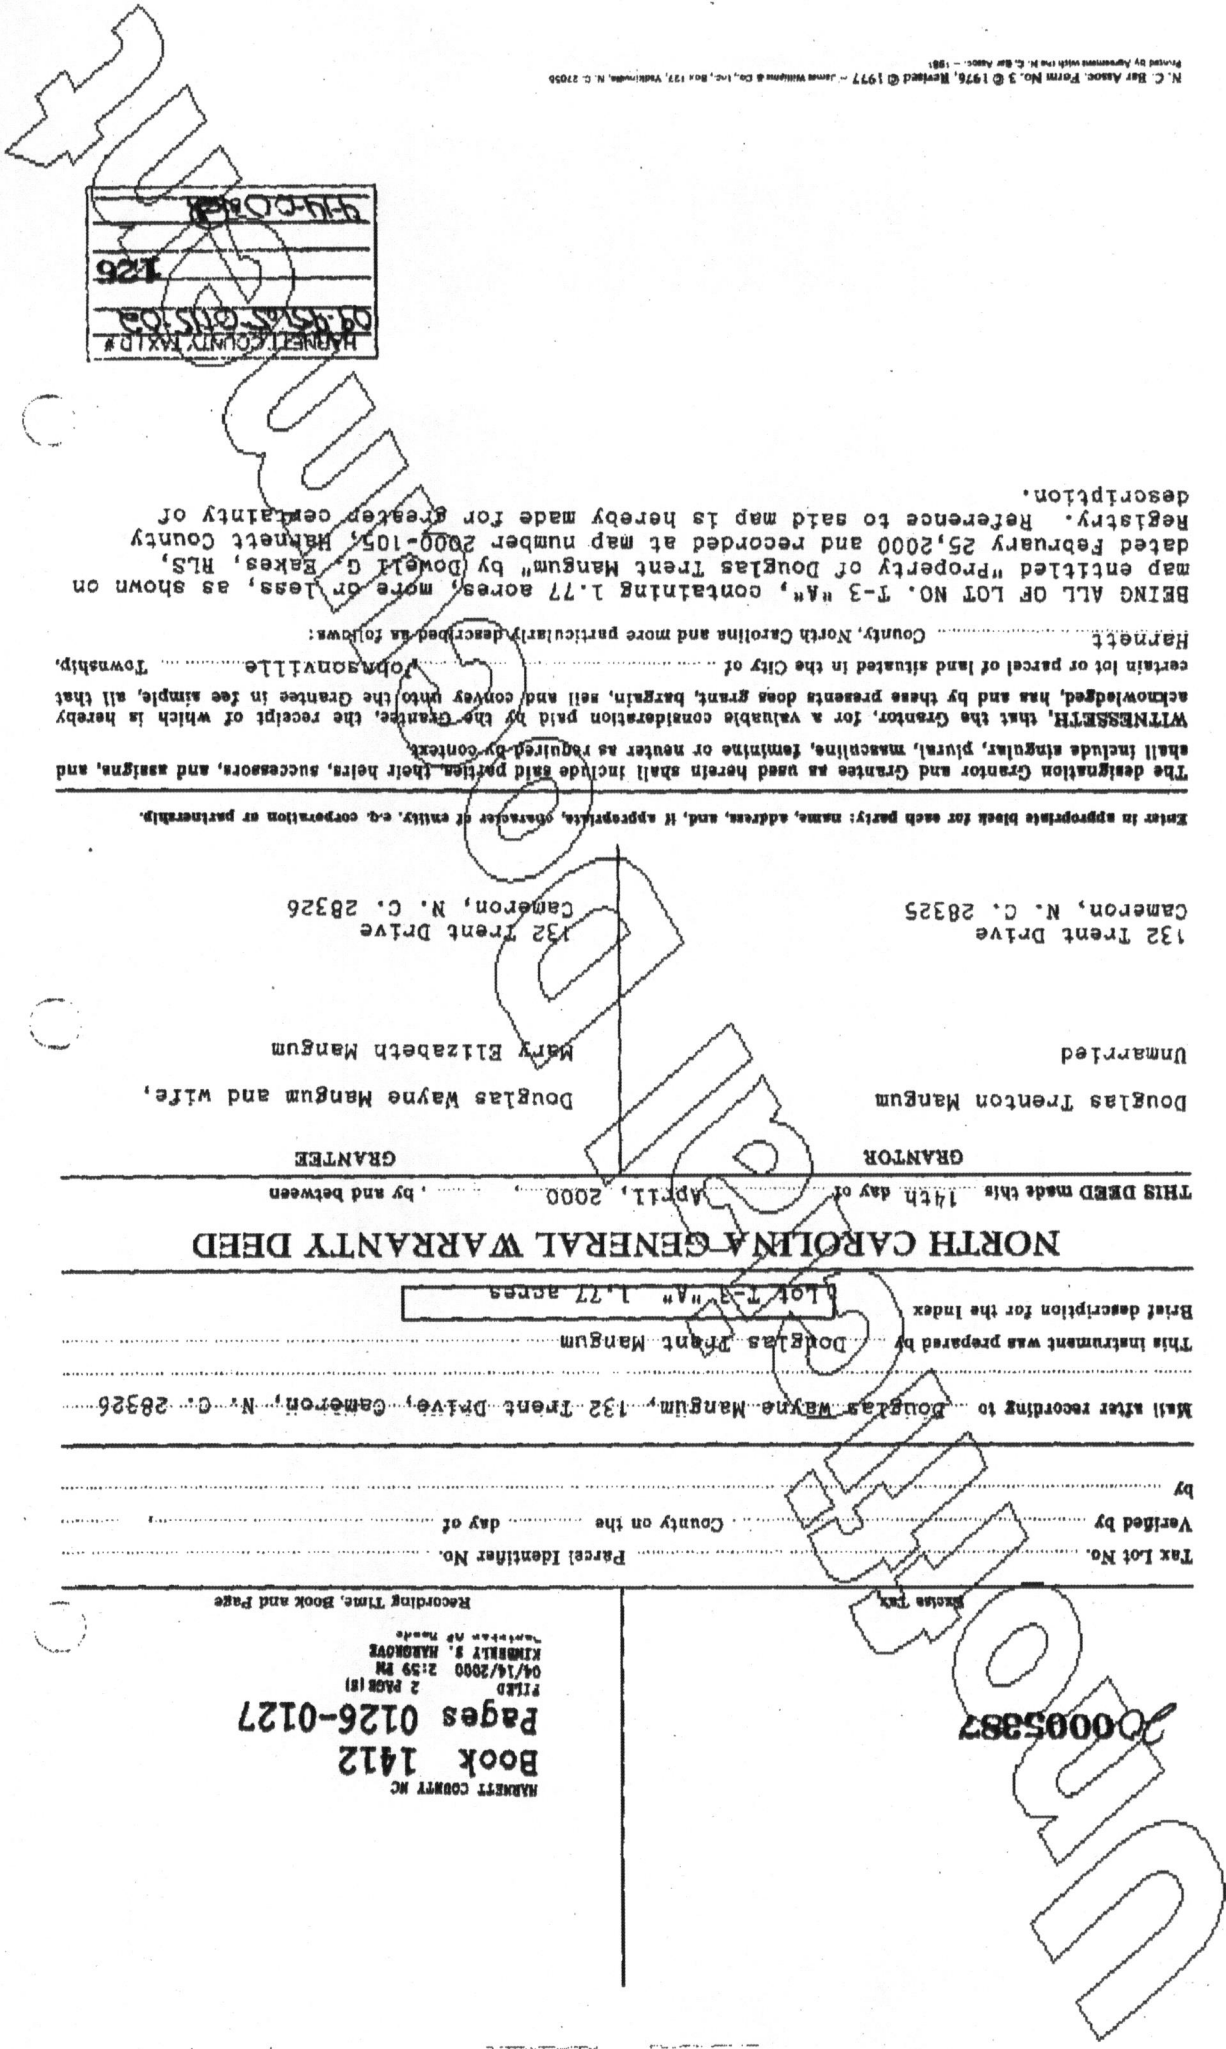 HARNETT COUNTY NC
Book 1412
Pages 0126-0127
FILED 2 PAGE(S)
04/14/2000 2:59 PM
KIMBERLY S. HARGROVE
Register Of Deeds
200005387
Excise Tax
Recording Time, Book and Page
Tax Lot No. Parcel Identifier No.
Verified by County on the day of ,
by
Mail after recording to Douglas Wayne Mangum, 132 Trent Drive, Cameron, N. C. 28326
This instrument was prepared by Douglas Trent Mangum
Brief description for the Index Lot T-3 "A" 1.77 acres
NORTH CAROLINA GENERAL WARRANTY DEED
THIS DEED made this 14th day of April, 2000 , by and between
GRANTOR GRANTEE
Douglas Trenton Mangum
Unmarried
132 Trent Drive
Cameron, N. C. 28325
Douglas Wayne Mangum and wife,
Mary Elizabeth Mangum
132 Trent Drive
Cameron, N. C. 28326
Enter in appropriate block for each party: name, address, and, if appropriate, character of entity, e.q. corporation or partnership.
The designation Grantor and Grantee as used herein shall include said parties, their heirs, successors, and assigns, and
shall include singular, plural, masculine, feminine or neuter as required by context.
WITNESSETH, that the Grantor, for a valuable consideration paid by the Grantee, the receipt of which is hereby
acknowledged, has and by these presents does grant, bargain, sell and convey unto the Grantee in fee simple, all that
certain lot or parcel of land situated in the City of , Johnsonville Township,
Harnett County, North Carolina and more particularly described as follows:
BEING ALL OF LOT NO. T-3 "A", containing 1.77 acres, more or less, as shown on
map entitled "Property of Douglas Trent Mangum" by Dowell G. Eakes, RLS,
dated February 25,2000 and recorded at map number 2000-105, Harnett County
Registry. Reference to said map is hereby made for greater certainty of
description.
HARNETT COUNTY TAX I D #
126
N. C. Bar Assoc. Form No. 3 © 1976, Revised © 1977 – James Williams & Co., Inc., Box 127, Yadkinville, N. C. 27055
Printed by Agreement with the N. C. Bar Assoc. – 1981